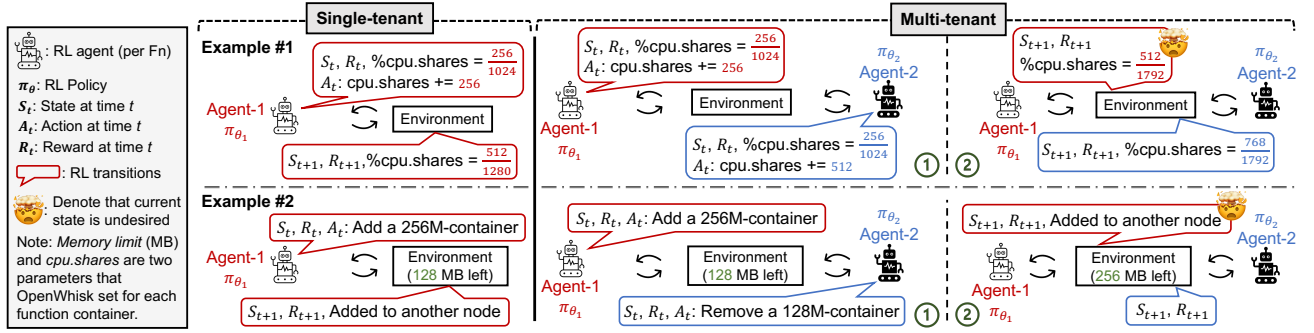 : RL agent (per Fn)
π_θ: RL Policy
S_t: State at time t
A_t: Action at time t
R_t: Reward at time t
: RL transitions
: Denote that current
state is undesired
Note: Memory limit (MB)
and cpu.shares are two
parameters that
OpenWhisk set for each
function container.
Single-tenant
Example #1
S_t, R_t, %cpu.shares = 256/1024
A_t: cpu.shares += 256
Agent-1
π_θ1
Environment
S_t+1, R_t+1,%cpu.shares = 512/1280
Example #2
S_t, R_t, A_t: Add a 256M-container
Agent-1
π_θ1
Environment
(128 MB left)
S_t+1, R_t+1, Added to another node
Multi-tenant
S_t, R_t, %cpu.shares = 256/1024
A_t: cpu.shares += 256
π_θ2
Agent-2
Environment
Agent-1
π_θ1
S_t, R_t, %cpu.shares = 256/1024
A_t: cpu.shares += 512
1
S_t+1, R_t+1
%cpu.shares = 512/1792
π_θ2
Agent-2
Environment
Agent-1
π_θ1
S_t+1, R_t+1, %cpu.shares = 768/1792
2
S_t, R_t, A_t: Add a 256M-container
π_θ2
Agent-2
Environment
(128 MB left)
Agent-1
π_θ1
S_t, R_t, A_t: Remove a 128M-container
1
S_t+1, R_t+1, Added to another node
π_θ2
Agent-2
Environment
(256 MB left)
Agent-1
π_θ1
S_t+1, R_t+1
2